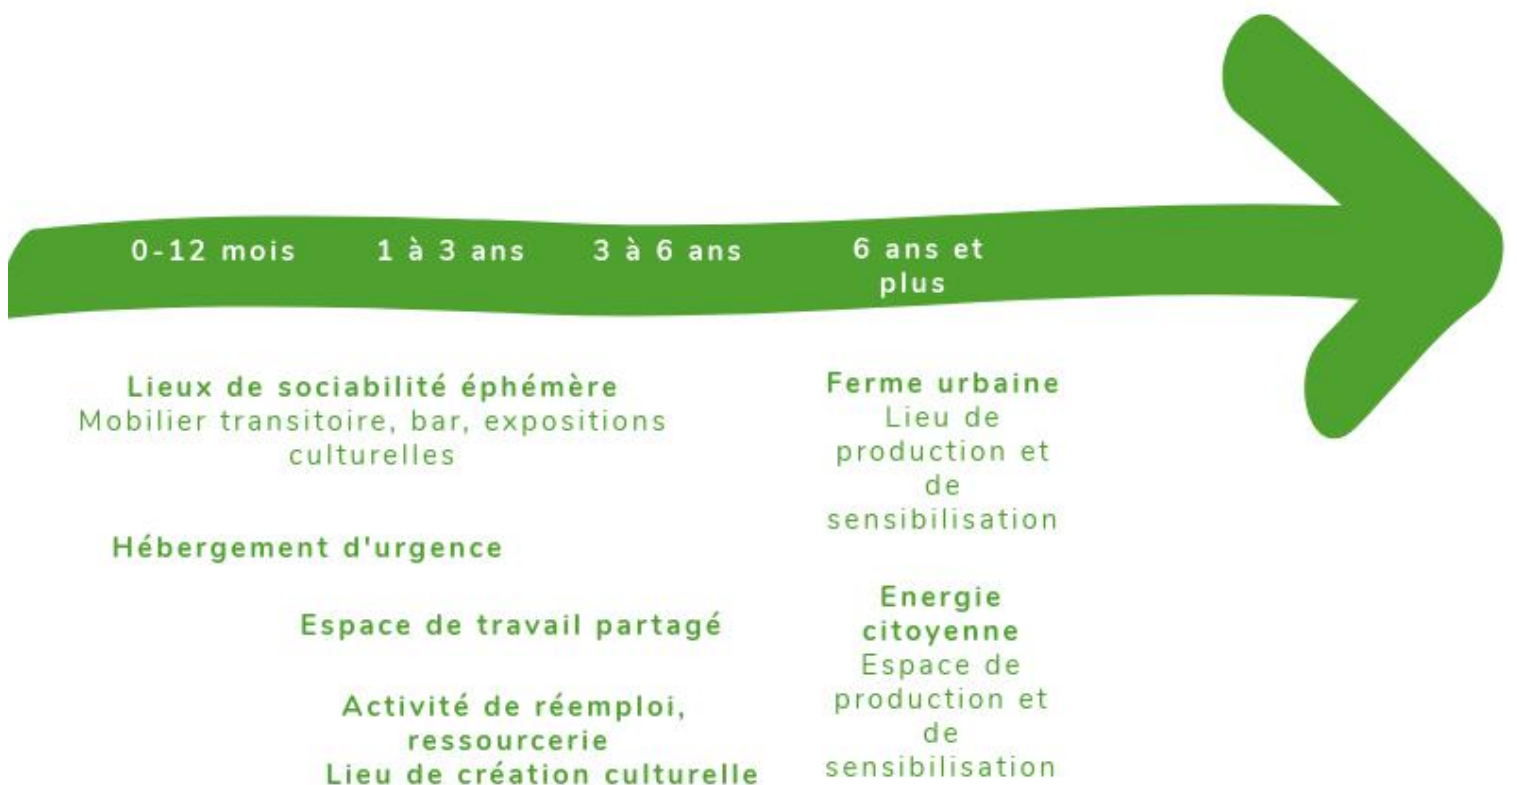 0-12 mois
1 à 3 ans
3 à 6 ans
6 ans et
plus
Lieux de sociabilité éphémère
Mobilier transitoire, bar, expositions
culturelles
Hébergement d'urgence
Espace de travail partagé
Activité de réemploi,
ressourcerie
Lieu de création culturelle
Ferme urbaine
Lieu de
production et
de
sensibilisation
Energie
citoyenne
Espace de
production et
de
sensibilisation